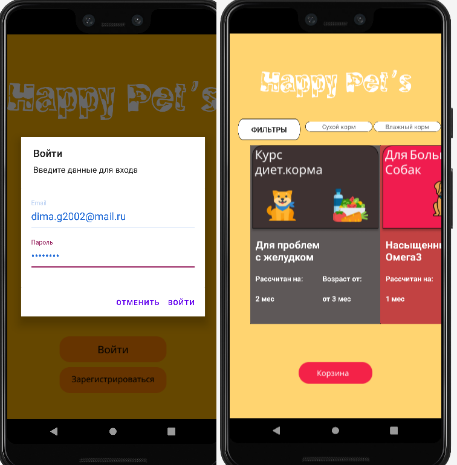 Happy Pet's
Войти
Введите данные для входа
Email
dima.g2002@mail.ru
Пароль
••••••••
ОТМЕНИТЬ ВОЙТИ
Войти
Зарегистрироваться
Happy Pet's
ФИЛЬТРЫ
Сухой корм
Влажный корм
Курс
диет.корма
Для проблем
с желудком
Рассчитан на:
Возраст от:
2 мес
от 3 мес
Для Боль
Собак
Насыщенн
Омега3
Рассчитан на:
1 мес
Корзина